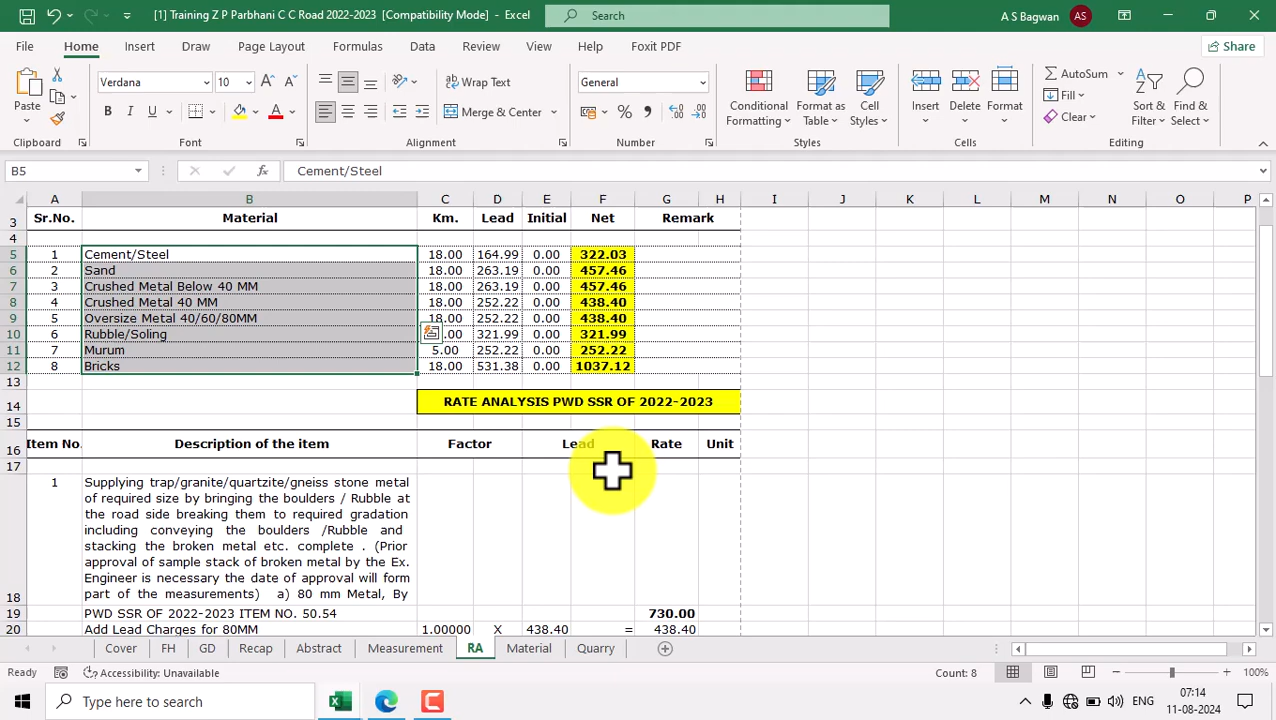 [1] Training Z P Parbhani C C Road 2022-2023 [Compatibility Mode] - Excel
Search
A S Bagwan AS
File Home Insert Draw Page Layout Formulas Data Review View Help Foxit PDF Share
Paste
Clipboard
Verdana 10
B I U
Font
Wrap Text
Merge & Center
Alignment
General
Number
Conditional Formatting
Format as Table
Cell Styles
Styles
Insert Delete Format
Cells
AutoSum
Fill
Clear
Sort & Filter
Find & Select
Editing
B5 fx Cement/Steel
A B C D E F G H I J K L M N O P
3 Sr.No. Material Km. Lead Initial Net Remark
4
5 1 Cement/Steel 18.00 164.99 0.00 322.03
6 2 Sand 18.00 263.19 0.00 457.46
7 3 Crushed Metal Below 40 MM 18.00 263.19 0.00 457.46
8 4 Crushed Metal 40 MM 18.00 252.22 0.00 438.40
9 5 Oversize Metal 40/60/80MM 18.00 252.22 0.00 438.40
10 6 Rubble/Soling .00 321.99 0.00 321.99
11 7 Murum 5.00 252.22 0.00 252.22
12 8 Bricks 18.00 531.38 0.00 1037.12
13
14 RATE ANALYSIS PWD SSR OF 2022-2023
15
16 Item No. Description of the item Factor Lead Rate Unit
17
1 Supplying trap/granite/quartzite/gneiss stone metal
of required size by bringing the boulders / Rubble at
the road side breaking them to required gradation
including conveying the boulders /Rubble and
stacking the broken metal etc. complete . (Prior
approval of sample stack of broken metal by the Ex.
Engineer is necessary the date of approval will form
18 part of the measurements) a) 80 mm Metal, By
19 PWD SSR OF 2022-2023 ITEM NO. 50.54 730.00
20 Add Lead Charges for 80MM 1.00000 X 438.40 = 438.40
Cover FH GD Recap Abstract Measurement RA Material Quarry
Ready Accessibility: Unavailable Count: 8 100%
Type here to search
ENG
07:14
11-08-2024